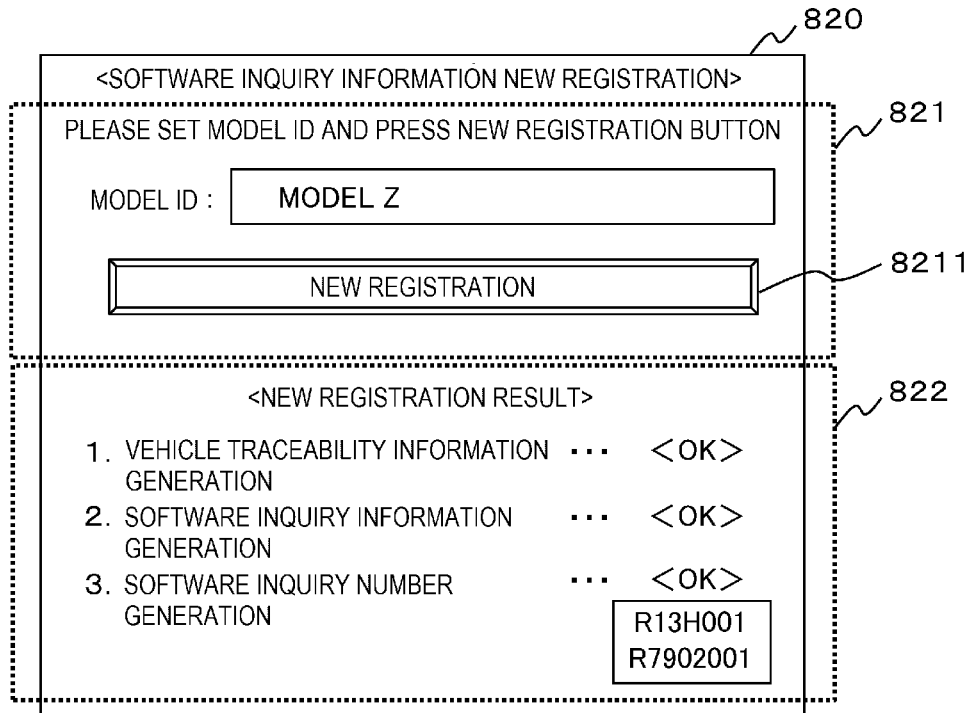 820
<SOFTWARE INQUIRY INFORMATION NEW REGISTRATION>
821
PLEASE SET MODEL ID AND PRESS NEW REGISTRATION BUTTON
MODEL ID : MODEL Z
8211
NEW REGISTRATION
822
<NEW REGISTRATION RESULT>
1. VEHICLE TRACEABILITY INFORMATION ··· <OK>
GENERATION
2. SOFTWARE INQUIRY INFORMATION ··· <OK>
GENERATION
3. SOFTWARE INQUIRY NUMBER ··· <OK>
GENERATION
R13H001
R7902001